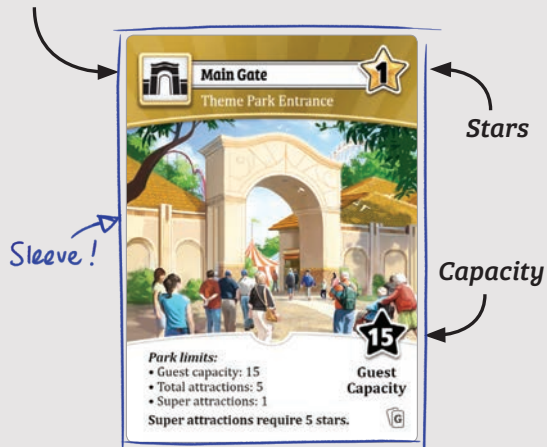 Main Gate
1
Theme Park Entrance
Stars
Sleeve!
Capacity
15
Park limits:
• Guest capacity: 15
• Total attractions: 5
• Super attractions: 1
Super attractions require 5 stars.
Guest
Capacity
G